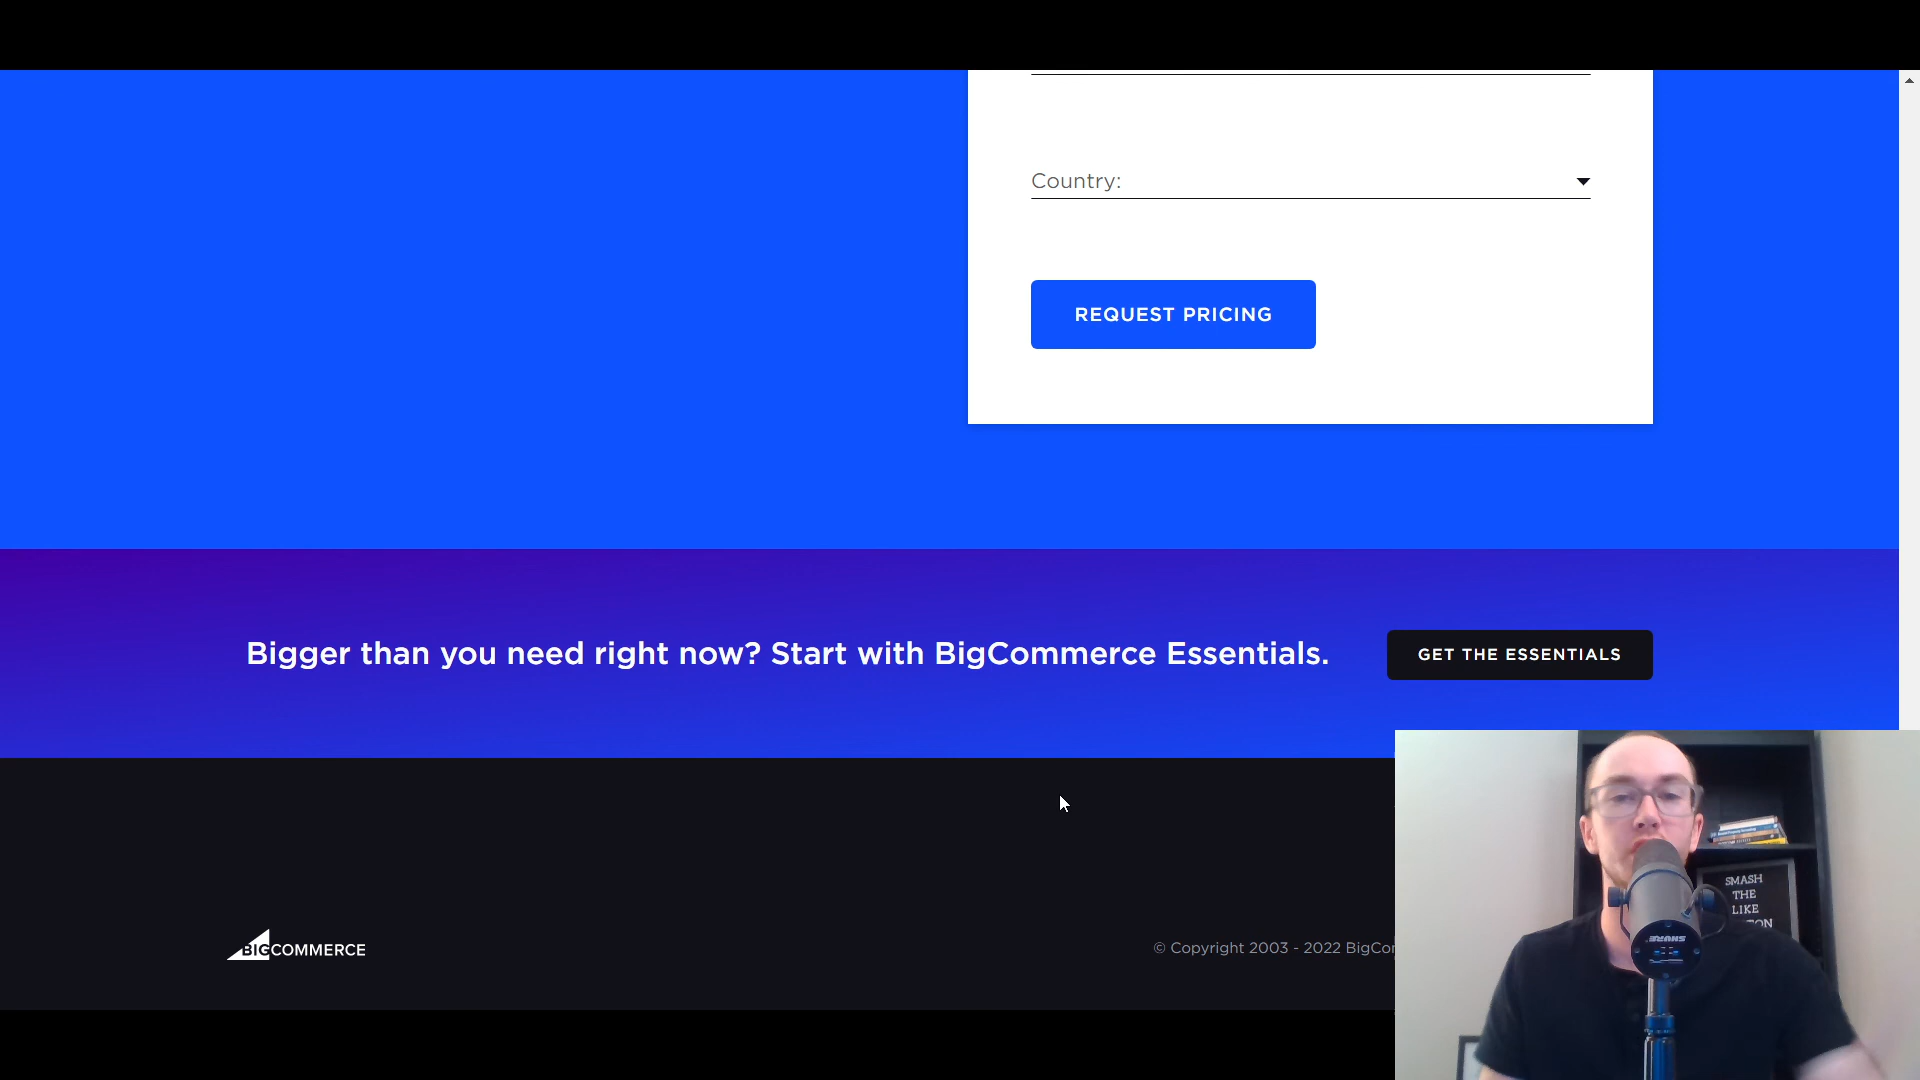 Country:
REQUEST PRICING
Bigger than you need right now? Start with BigCommerce Essentials.
GET THE ESSENTIALS
BIGCOMMERCE
© Copyright 2003 - 2022
SMASH
THE
LIKE
SHURE